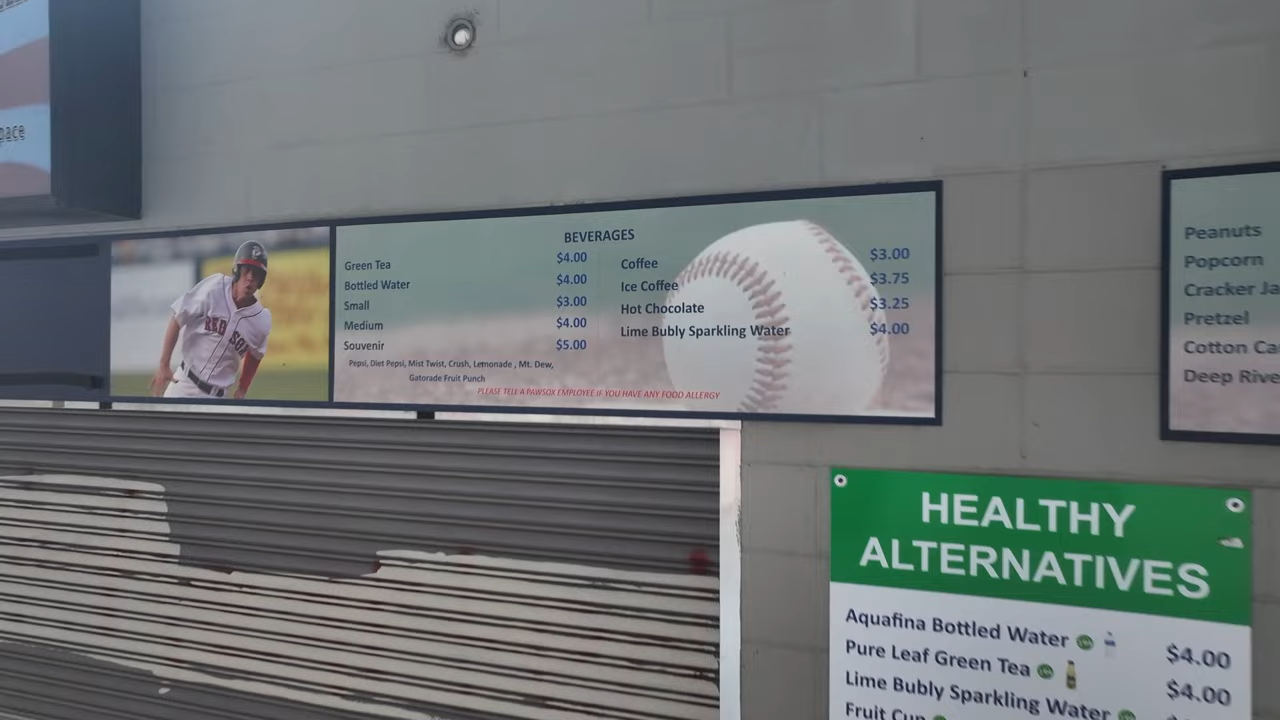 pace
BEVERAGES
Green Tea $4.00
Bottled Water $4.00
Small $3.00
Medium $4.00
Souvenir $5.00
Pepsi, Diet Pepsi, Mist Twist, Crush, Lemonade , Mt. Dew,
Gatorade Fruit Punch
Coffee $3.00
Ice Coffee $3.75
Hot Chocolate $3.25
Lime Bubly Sparkling Water $4.00
PLEASE TELL A PAWSOX EMPLOYEE IF YOU HAVE ANY FOOD ALLERGY
RED SOX
Peanuts
Popcorn
Cracker Ja
Pretzel
Cotton Ca
Deep Rive
HEALTHY
ALTERNATIVES
Aquafina Bottled Water $4.00
Pure Leaf Green Tea $4.00
Lime Bubly Sparkling Water
Fruit Cup